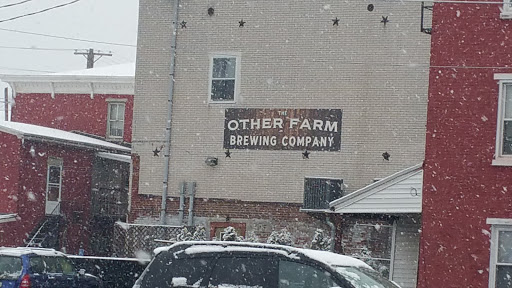 THE
OTHER FARM
BREWING COMPANY